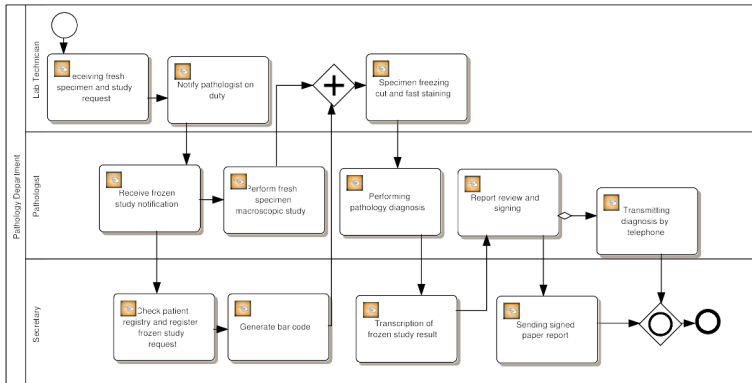 Pathology Department
Lab Technician
Receiving fresh
specimen and study
request
Notify pathologist on
duty
Specimen freezing
cut and fast staining
Pathologist
Receive frozen
study notification
Perform fresh
specimen
macroscopic study
Performing
pathology diagnosis
Report review and
signing
Transmitting
diagnosis by
telephone
Secretary
Check patient
registry and register
frozen study
request
Generate bar code
Transcription of
frozen study result
Sending signed
paper report